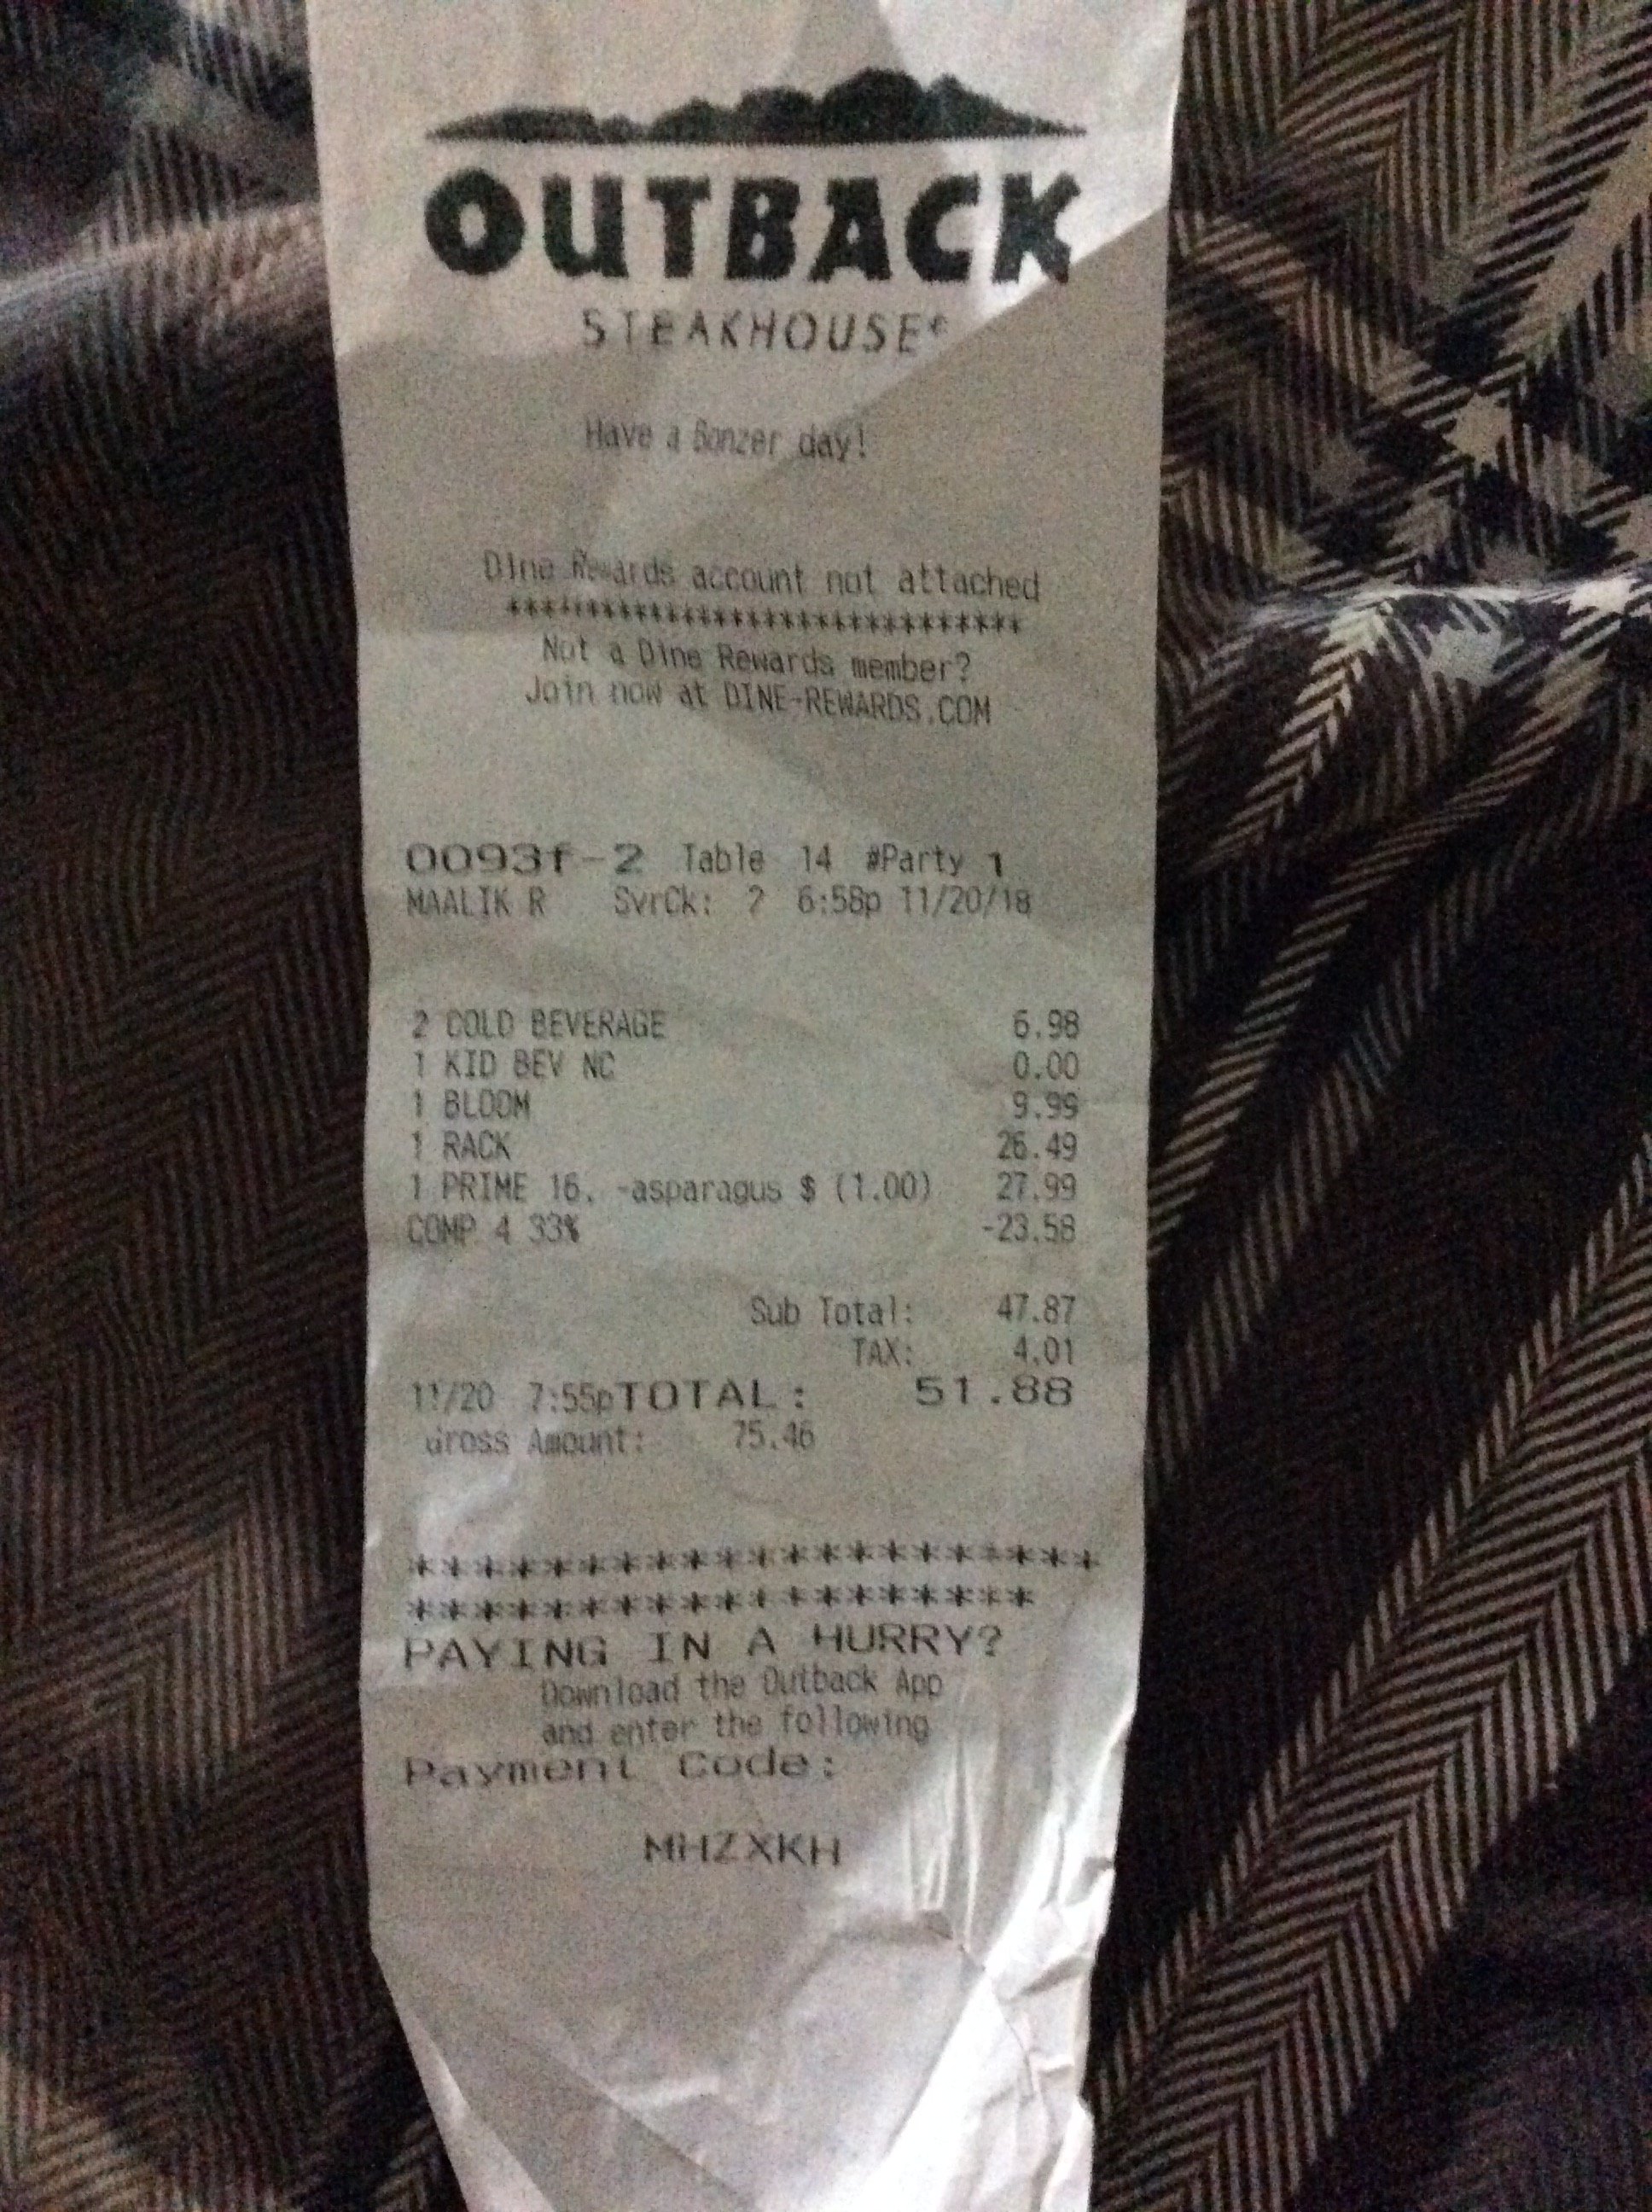 OUTBACK
STEAKHOUSE®
Have a Bonzer day!
Dine Rewards account not attached
******************************
Not a Dine Rewards member?
Join now at DINE-REWARDS.COM
0093f-2 Table 14 #Party 1
MAALIK R SvrCk: 2 6:58p 11/20/18
2 COLD BEVERAGE 6.98
1 KID BEV NC 0.00
1 BLOOM 9.99
1 RACK 26.49
1 PRIME 16, -asparagus $ (1.00) 27.99
COMP 4 33% -23.58
Sub Total: 47.87
TAX: 4.01
11/20 7:55pTOTAL: 51.88
Gross Amount: 75.46
********************
******************
PAYING IN A HURRY?
Download the Outback App
and enter the following
Payment Code:
MHZXKH